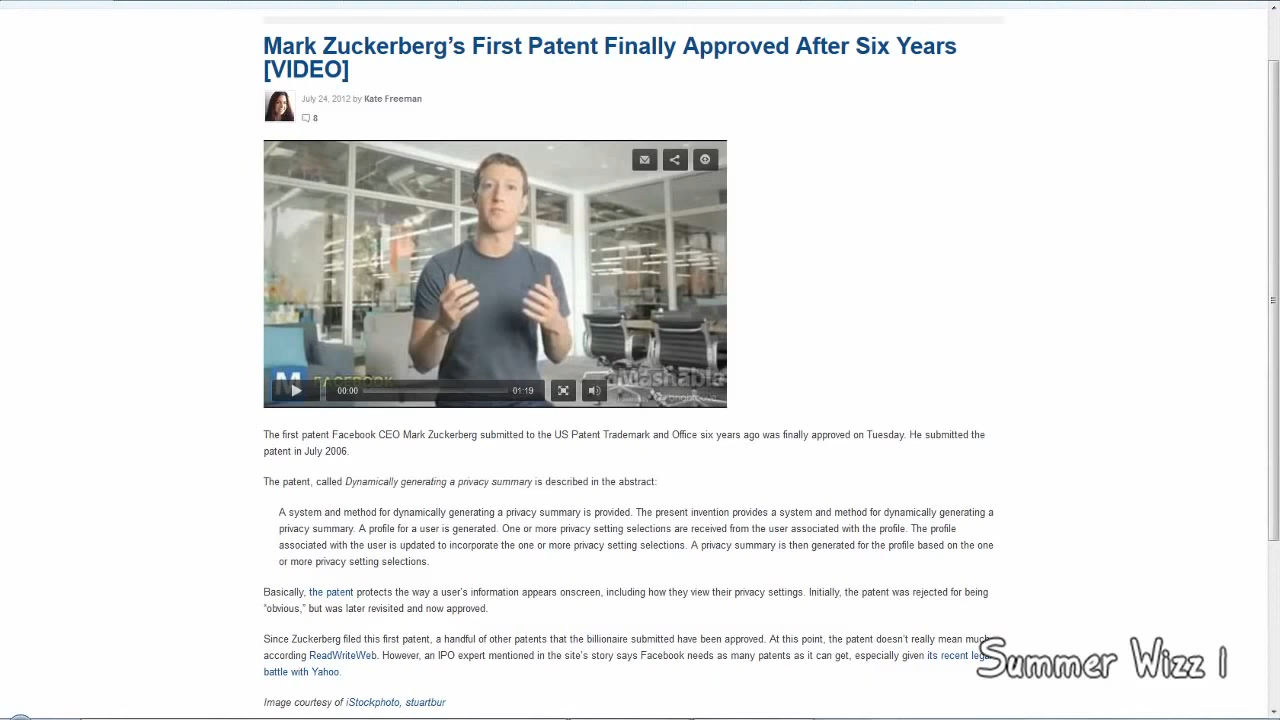 Mark Zuckerberg's First Patent Finally Approved After Six Years
[VIDEO]
July 24, 2012 by Kate Freeman
8
M FACEBOOK
Mashable
00:00
01:19
The first patent Facebook CEO Mark Zuckerberg submitted to the US Patent Trademark and Office six years ago was finally approved on Tuesday. He submitted the
patent in July 2006.
The patent, called Dynamically generating a privacy summary is described in the abstract:
A system and method for dynamically generating a privacy summary is provided. The present invention provides a system and method for dynamically generating a
privacy summary. A profile for a user is generated. One or more privacy setting selections are received from the user associated with the profile. The profile
associated with the user is updated to incorporate the one or more privacy setting selections. A privacy summary is then generated for the profile based on the one
or more privacy setting selections.
Basically, the patent protects the way a user's information appears onscreen, including how they view their privacy settings. Initially, the patent was rejected for being
"obvious," but was later revisited and now approved.
Since Zuckerberg filed this first patent, a handful of other patents that the billionaire submitted have been approved. At this point, the patent doesn't really mean much
according ReadWriteWeb. However, an IPO expert mentioned in the site's story says Facebook needs as many patents as it can get, especially given its recent legal
battle with Yahoo.
Summer Wizz 1
Image courtesy of iStockphoto, stuartbur